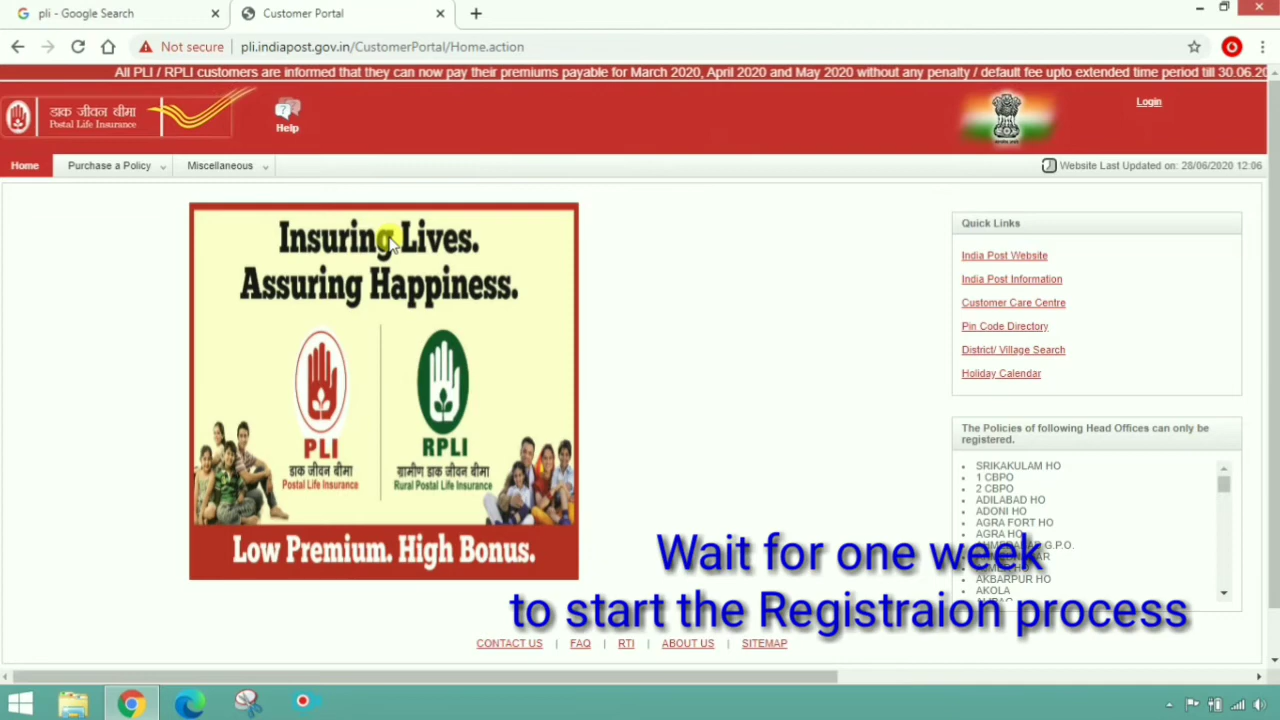 pli - Google Search
Customer Portal
Not secure
pli.indiapost.gov.in/CustomerPortal/Home.action
All PLI / RPLI customers are informed that they can now pay their premiums payable for March 2020, April 2020 and May 2020 without any penalty / default fee upto extended time period till 30.06.20
डाक जीवन बीमा
Postal Life Insurance
Help
Login
Home
Purchase a Policy
Miscellaneous
Website Last Updated on: 28/06/2020 12:06
Insuring Lives.
Assuring Happiness.
PLI
डाक जीवन बीमा
Postal Life Insurance
RPLI
ग्रामीण डाक जीवन बीमा
Rural Postal Life Insurance
Low Premium. High Bonus.
Quick Links
India Post Website
India Post Information
Customer Care Centre
Pin Code Directory
District/ Village Search
Holiday Calendar
The Policies of following Head Offices can only be
registered.
SRIKAKULAM HO
1 CBPO
2 CBPO
ADILABAD HO
ADONI HO
AGRA FORT HO
AGRA HO
G.P.O.
AKBARPUR HO
AKOLA
Wait for one week
to start the Registraion process
CONTACT US | FAQ | RTI | ABOUT US | SITEMAP